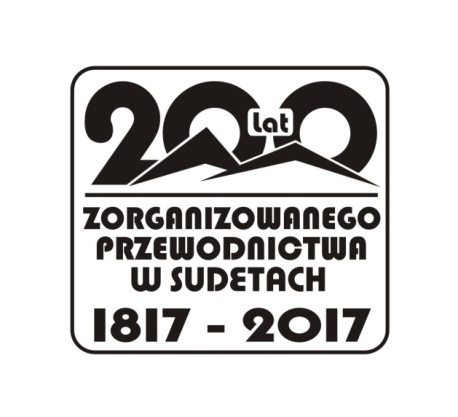 200
Lat
ZORGANIZOWANEGO
PRZEWODNICTWA
W SUDETACH
1817 - 2017